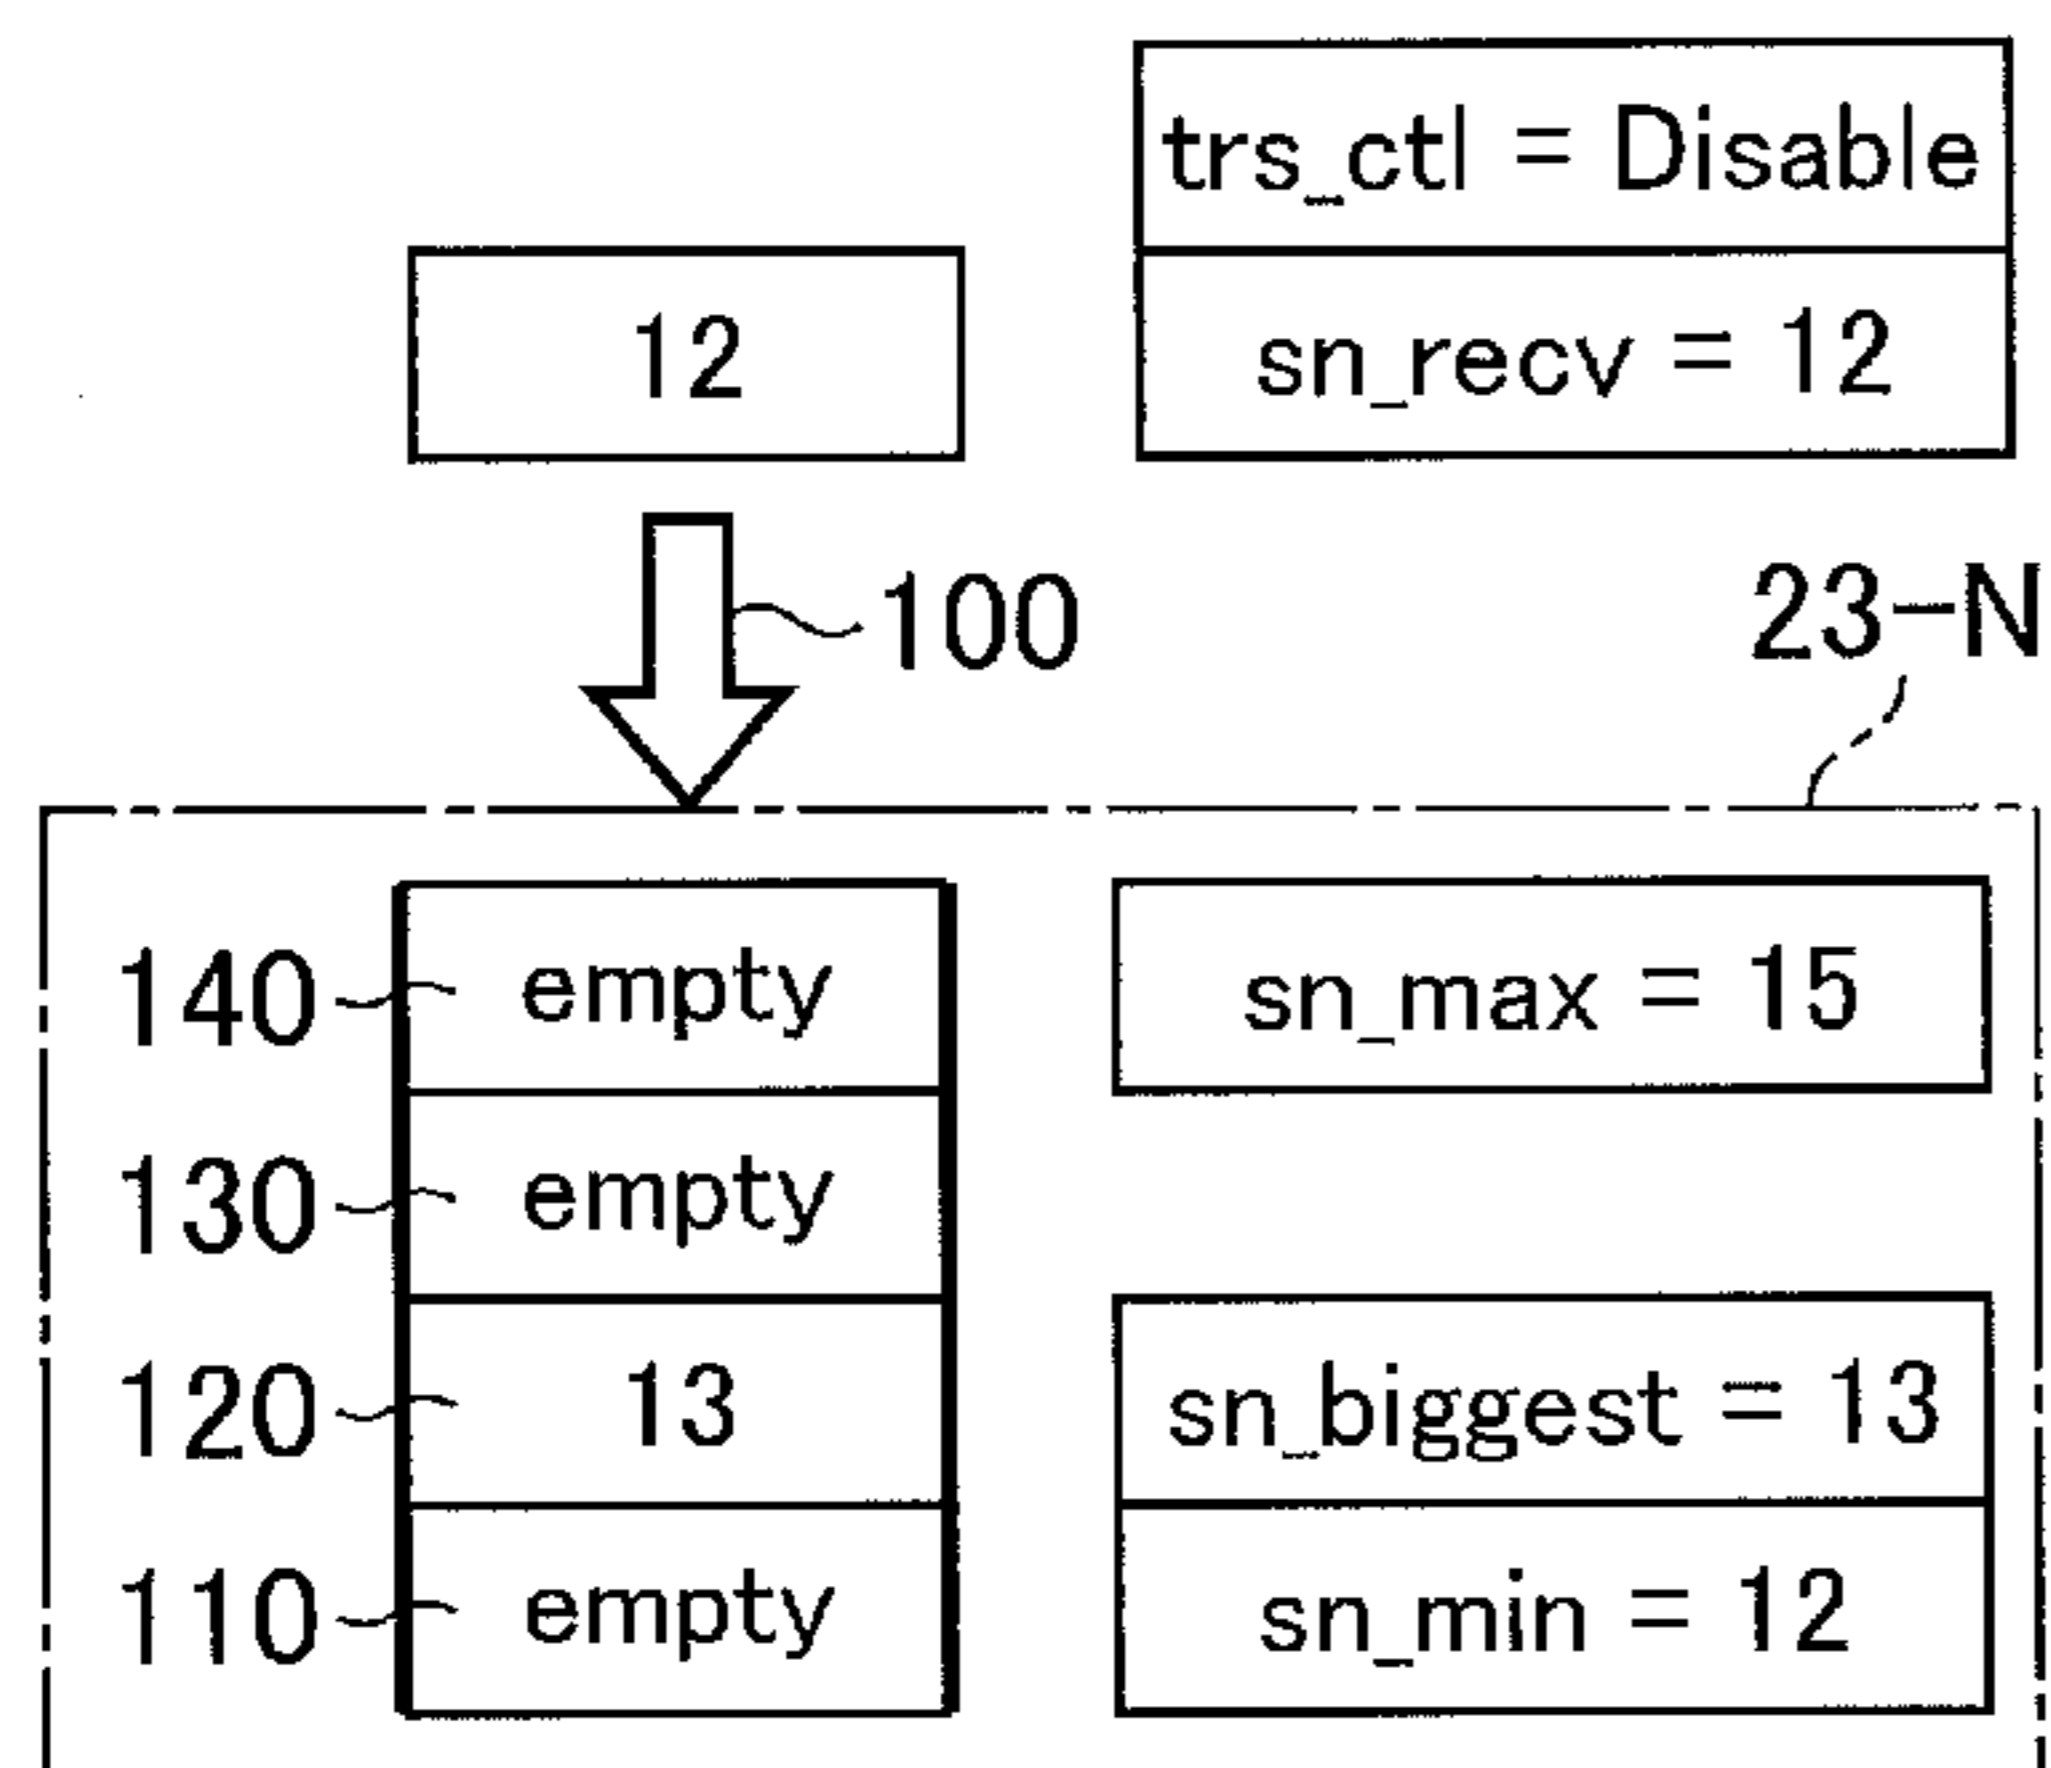 trs_ctl = Disable
12
sn_recv = 12
100
23-N
140
empty
sn_max = 15
130
empty
120
13
sn_biggest = 13
110
empty
sn_min = 12